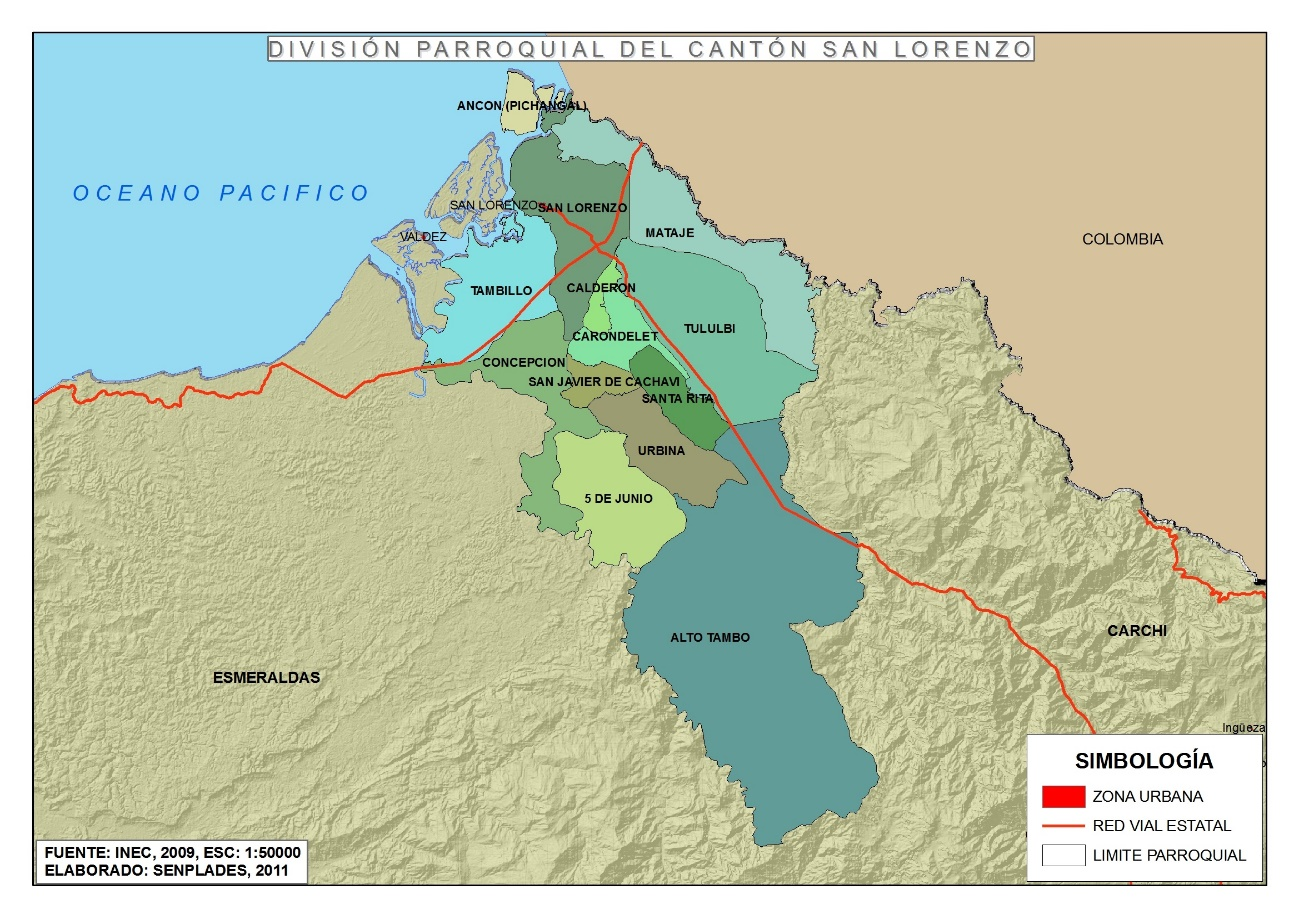 DIVISIÓN PARROQUIAL DEL CANTÓN SAN LORENZO
ANCON (PICHANGAL)
OCEANO PACIFICO
SAN LORENZO
SAN LORENZO
VALDEZ
MATAJE
COLOMBIA
TAMBILLO
CALDERON
TULULBI
CARONDELET
CONCEPCION
SAN JAVIER DE CACHAVI
SANTA RITA
URBINA
5 DE JUNIO
ALTO TAMBO
CARCHI
ESMERALDAS
Ingüeza
SIMBOLOGÍA
ZONA URBANA
RED VIAL ESTATAL
LIMITE PARROQUIAL
FUENTE: INEC, 2009, ESC: 1:50000
ELABORADO: SENPLADES, 2011